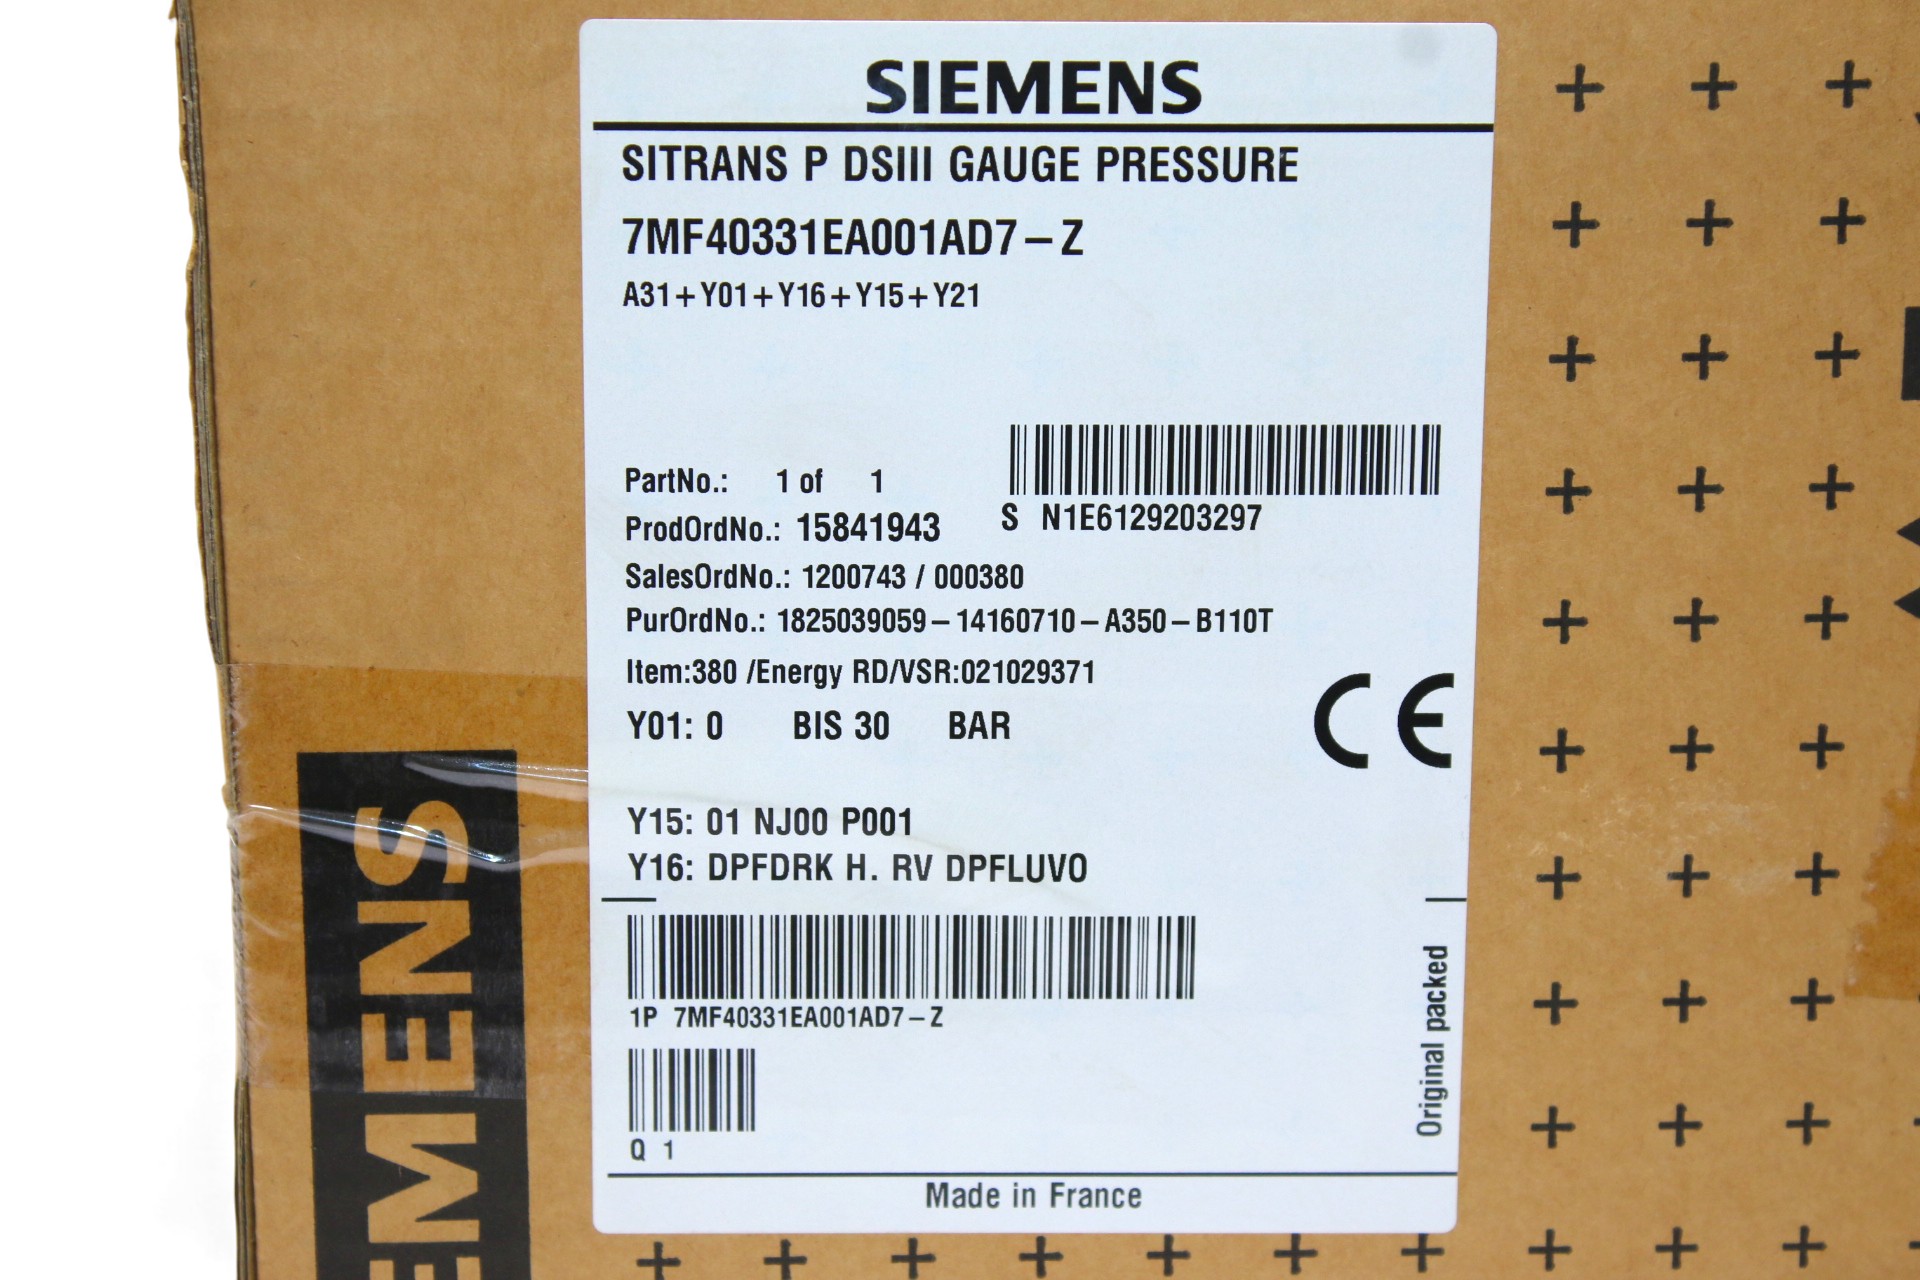 SIEMENS
SITRANS P DSIII GAUGE PRESSURE
7MF40331EA001AD7-Z
A31+Y01+Y16+Y15+Y21
PartNo.: 1 of 1
S N1E6129203297
ProdOrdNo.: 15841943
SalesOrdNo.: 1200743 / 000380
PurOrdNo.: 1825039059-14160710-A350-B110T
Item:380 /Energy RD/VSR:021029371
Y01: 0 BIS 30 BAR
CE
Y15: 01 NJ00 P001
Y16: DPFDRK H. RV DPFLUVO
1P 7MF40331EA001AD7-Z
Q 1
Original packed
Made in France
SIEMENS